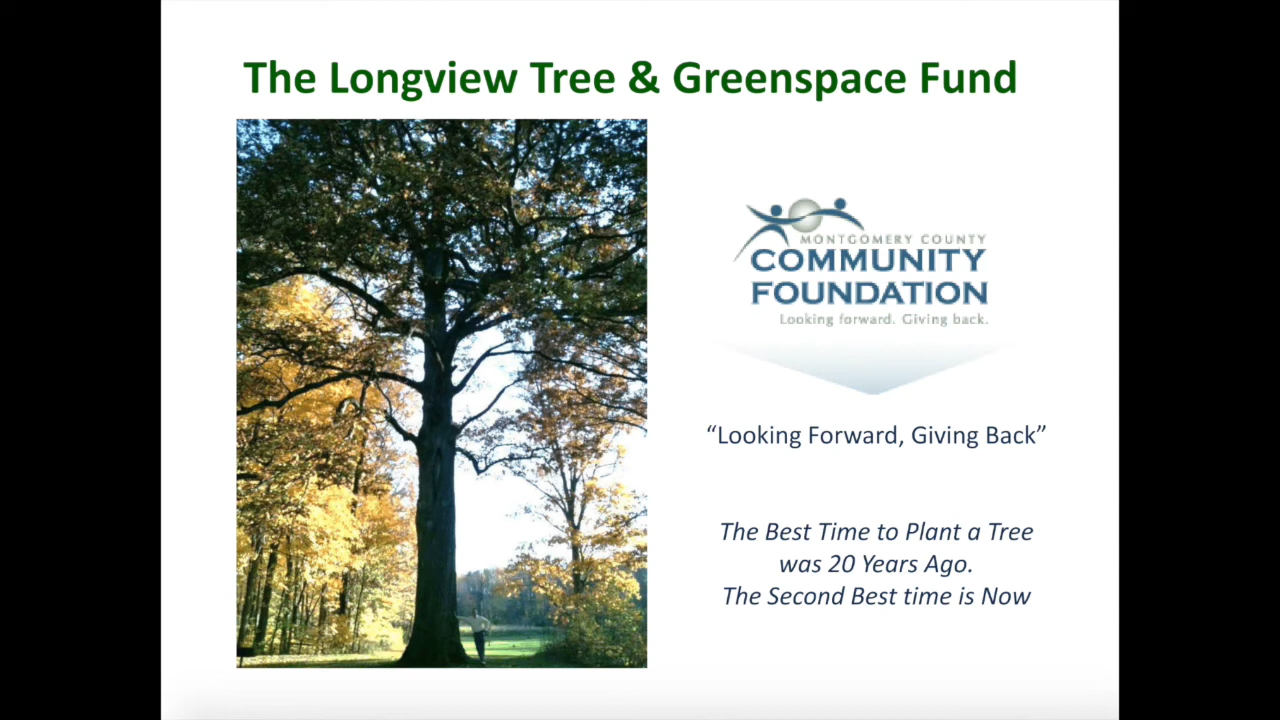 The Longview Tree & Greenspace Fund
MONTGOMERY COUNTY
COMMUNITY
FOUNDATION
Looking forward. Giving back.
“Looking Forward, Giving Back”
The Best Time to Plant a Tree
was 20 Years Ago.
The Second Best time is Now